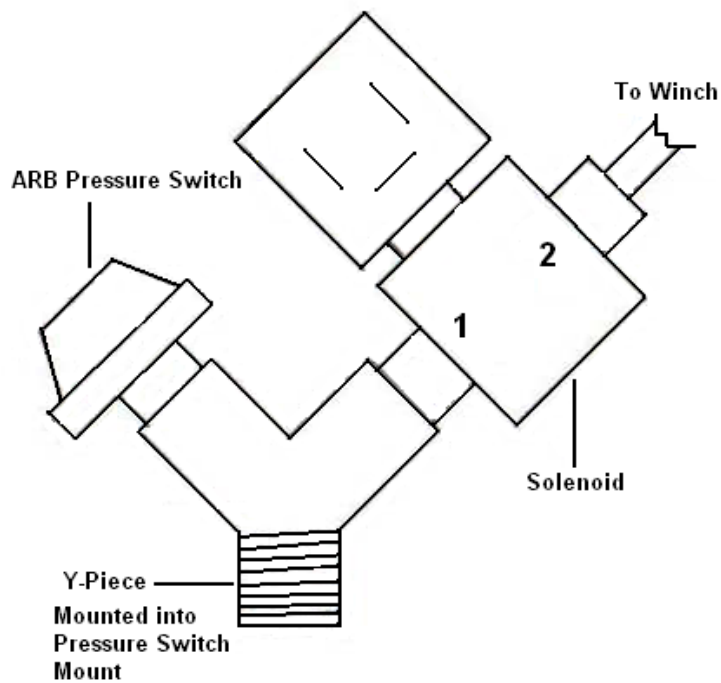 To Winch
ARB Pressure Switch
2
1
Solenoid
Y-Piece
Mounted into
Pressure Switch
Mount